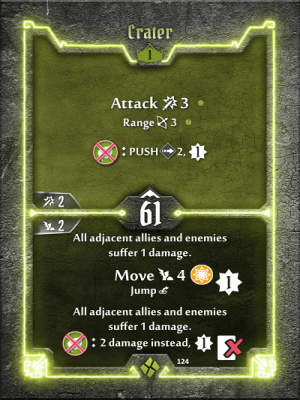 Crater
1
Attack 3
Range 3
: PUSH 2, 1
2
61
2
All adjacent allies and enemies
suffer 1 damage.
Move 4 1
Jump
All adjacent allies and enemies
suffer 1 damage.
: 2 damage instead, 1
124